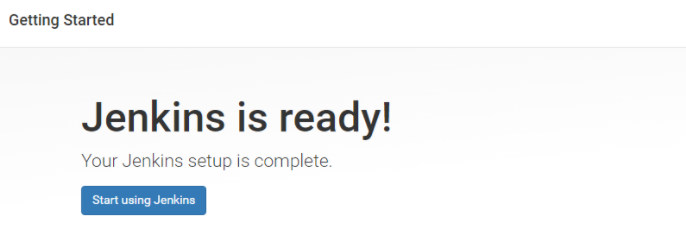 Getting Started
Jenkins is ready!
Your Jenkins setup is complete.
Start using Jenkins